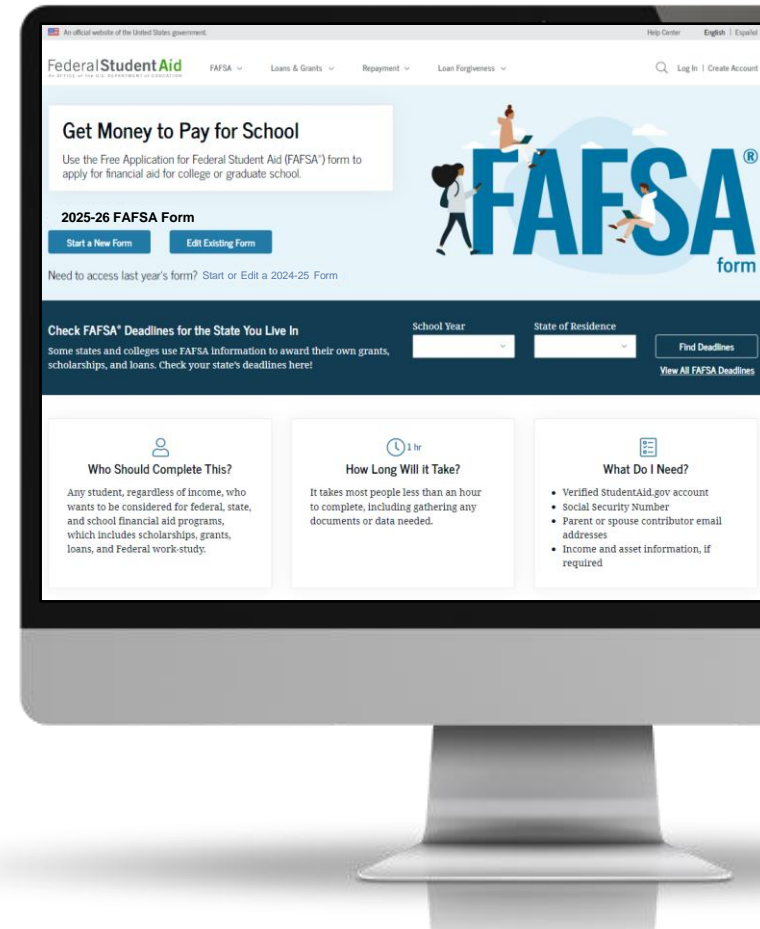 An official website of the United States government.
Help Center English | Español
Federal Student Aid
AN OFFICE of the U.S. DEPARTMENT of EDUCATION
FAFSA Loans & Grants Repayment Loan Forgiveness
Log In | Create Account
Get Money to Pay for School
Use the Free Application for Federal Student Aid (FAFSA®) form to
apply for financial aid for college or graduate school.
FAFSA®
form
2025-26 FAFSA Form
Start a New Form Edit Existing Form
Need to access last year's form? Start or Edit a 2024-25 Form
Check FAFSA® Deadlines for the State You Live In
Some states and colleges use FAFSA information to award their own grants,
scholarships, and loans. Check your state's deadlines here!
School Year
State of Residence
Find Deadlines
View All FAFSA Deadlines
Who Should Complete This?
Any student, regardless of income, who
wants to be considered for federal, state,
and school financial aid programs,
which includes scholarships, grants,
loans, and Federal work-study.
1 hr
How Long Will it Take?
It takes most people less than an hour
to complete, including gathering any
documents or data needed.
What Do I Need?
• Verified StudentAid.gov account
• Social Security Number
• Parent or spouse contributor email
addresses
• Income and asset information, if
required